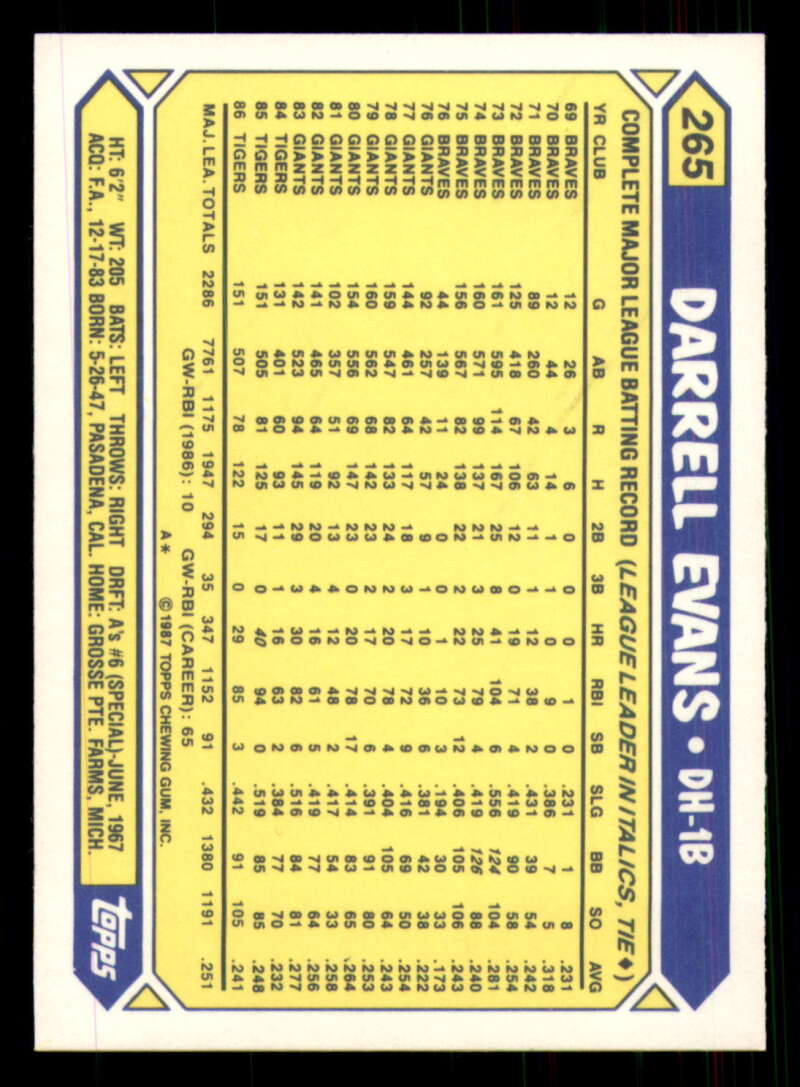 265 DARRELL EVANS • DH-1B
COMPLETE MAJOR LEAGUE BATTING RECORD (LEAGUE LEADER IN ITALICS, TIE ♦)
YR CLUB G AB R H 2B 3B HR RBI SB SLG BB SO AVG
69 BRAVES 12 26 3 6 0 0 0 1 0 .231 1 8 .231
70 BRAVES 12 44 4 14 1 1 0 9 0 .386 7 5 .318
71 BRAVES 89 260 42 63 11 1 12 38 2 .431 39 54 .242
72 BRAVES 125 418 67 106 12 0 19 71 4 .419 90 58 .254
73 BRAVES 161 595 114 167 25 8 41 104 6 .556 124 104 .281
74 BRAVES 160 571 99 137 21 3 25 79 4 .419 126 88 .240
75 BRAVES 156 567 82 138 22 2 22 73 12 .406 105 106 .243
76 BRAVES 44 139 11 24 0 0 1 10 3 .194 30 33 .173
76 GIANTS 92 257 42 57 9 1 10 36 6 .381 42 38 .222
77 GIANTS 144 461 64 117 18 3 17 72 9 .416 69 50 .254
78 GIANTS 159 547 82 133 24 2 20 78 4 .404 105 64 .243
79 GIANTS 160 562 68 142 23 2 17 70 6 .391 91 80 .253
80 GIANTS 154 556 69 147 23 0 20 78 17 .414 83 65 .264
81 GIANTS 102 357 51 92 13 4 12 48 2 .417 54 33 .258
82 GIANTS 141 465 64 119 20 4 16 61 5 .419 77 64 .256
83 GIANTS 142 523 94 145 29 3 30 82 6 .516 84 81 .277
84 TIGERS 131 401 60 93 11 1 16 63 2 .384 77 70 .232
85 TIGERS 151 505 81 125 17 0 40 94 0 .519 85 85 .248
86 TIGERS 151 507 78 122 15 0 29 85 3 .442 91 105 .241
MAJ. LEA. TOTALS 2286 7761 1175 1947 294 35 347 1152 91 .432 1380 1191 .251
GW-RBI (1986): 10 GW-RBI (CAREER): 65
A* © 1987 TOPPS CHEWING GUM, INC.
HT: 6'2" WT: 205 BATS: LEFT THROWS: RIGHT DRFT: A's #6 (SPECIAL)-JUNE, 1967
ACQ: F.A., 12-17-83 BORN: 5-26-47, PASADENA, CAL. HOME: GROSSE PTE. FARMS, MICH.
topps